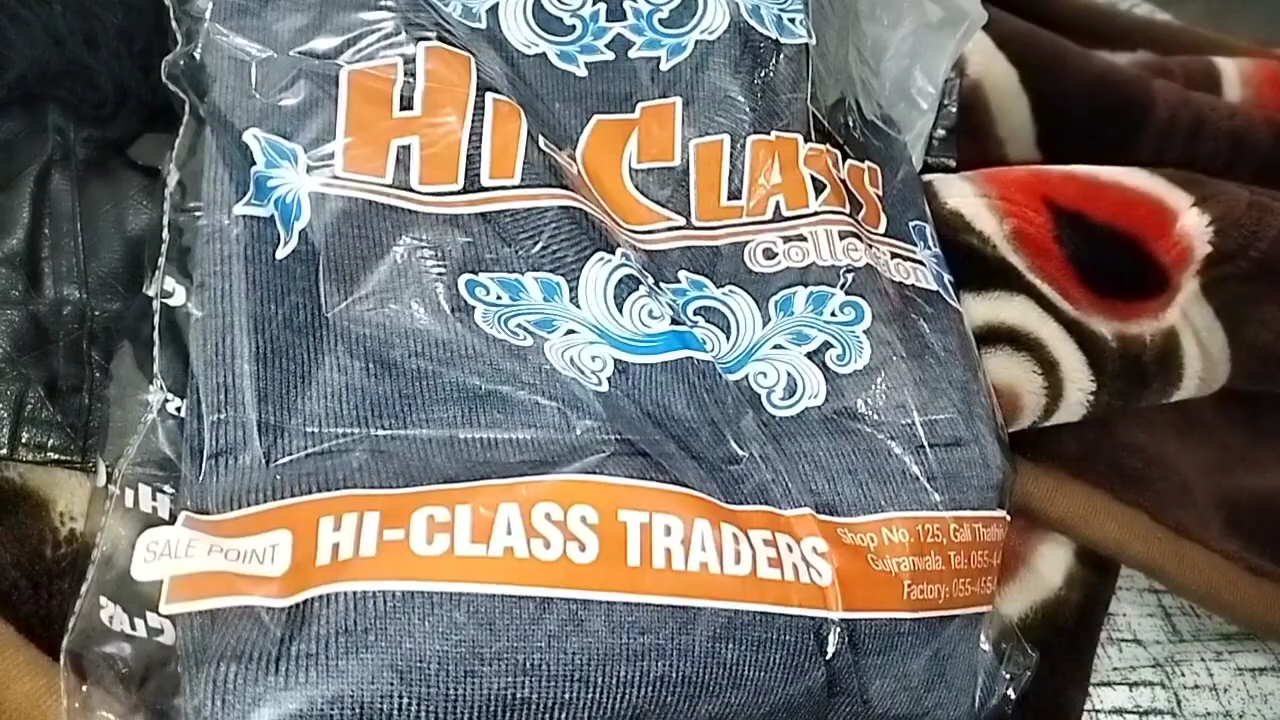 Hi-Class
Collection
SALE POINT
HI-CLASS TRADERS
Shop No. 125, Gali
Gujranwala. Tel: 055-
Factory: 055-